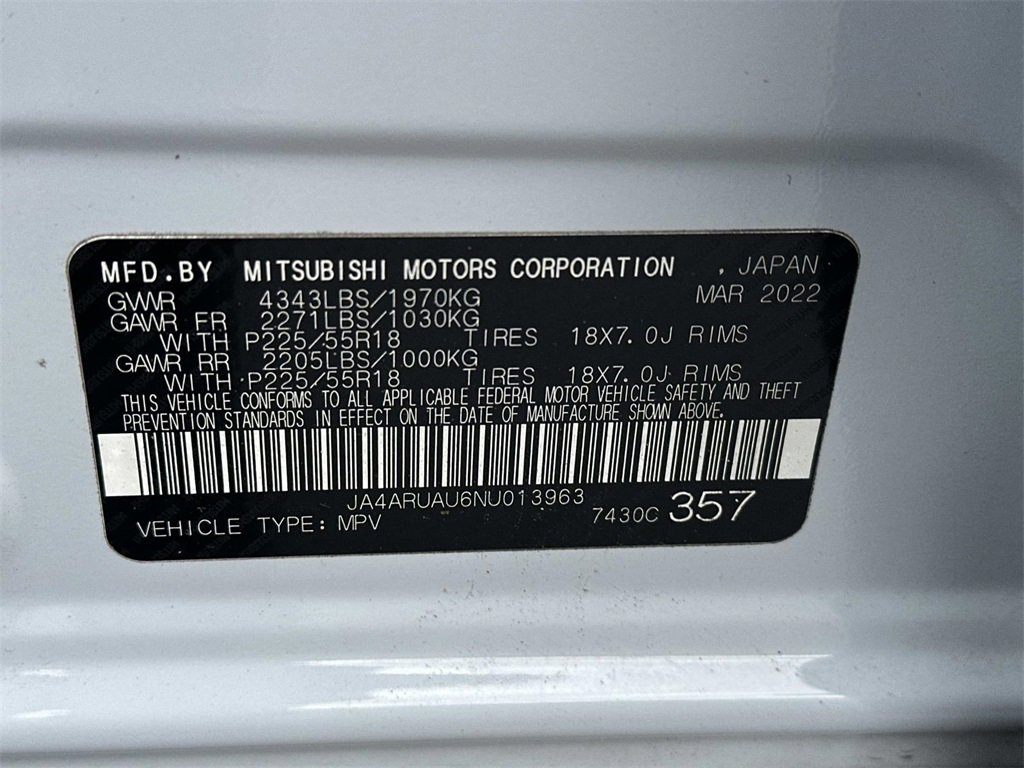 MFD.BY MITSUBISHI MOTORS CORPORATION , JAPAN
GVWR 4343LBS/1970KG MAR 2022
GAWR FR 2271LBS/1030KG
WITH P225/55R18 TIRES 18X7.0J RIMS
GAWR RR 2205LBS/1000KG
WITH P225/55R18 TIRES 18X7.0J RIMS
THIS VEHICLE CONFORMS TO ALL APPLICABLE FEDERAL MOTOR VEHICLE SAFETY AND THEFT
PREVENTION STANDARDS IN EFFECT ON THE DATE OF MANUFACTURE SHOWN ABOVE.
JA4ARUAU6NU013963
VEHICLE TYPE: MPV 7430C 357